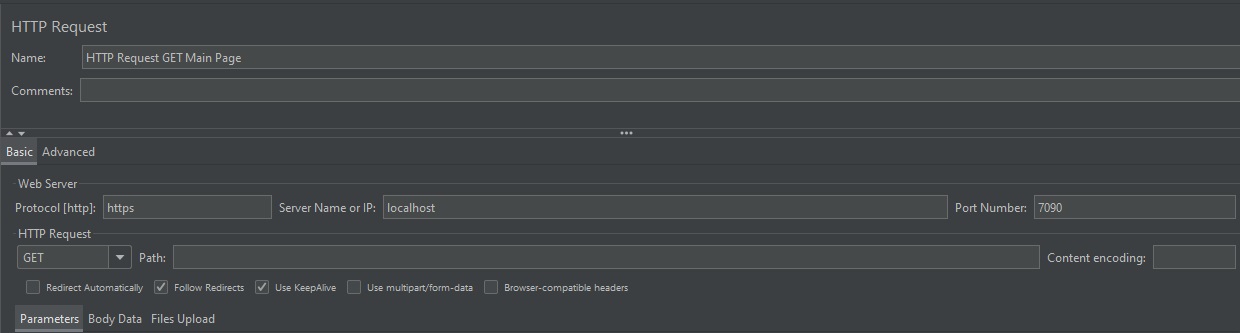 HTTP Request
Name: HTTP Request GET Main Page
Comments:
Basic Advanced
Web Server
Protocol [http]: https Server Name or IP: localhost Port Number: 7090
HTTP Request
GET Path: Content encoding:
Redirect Automatically Follow Redirects Use KeepAlive Use multipart/form-data Browser-compatible headers
Parameters Body Data Files Upload